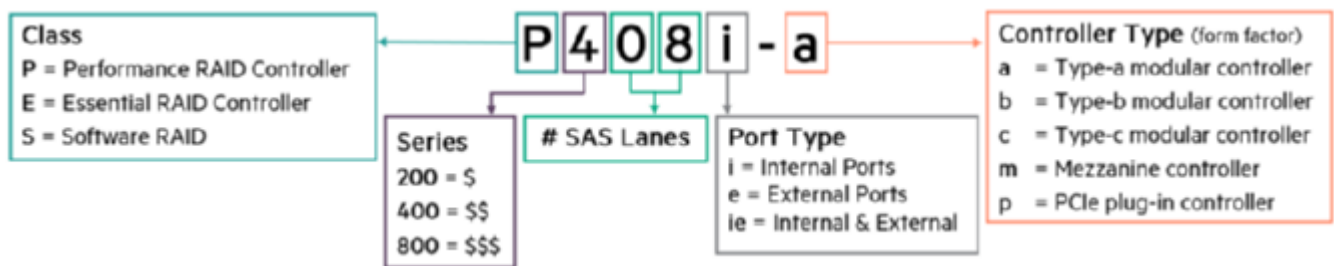 P408i-a
Class
P = Performance RAID Controller
E = Essential RAID Controller
S = Software RAID
Series
200 = $
400 = $$
800 = $$$
# SAS Lanes
Port Type
i = Internal Ports
e = External Ports
ie = Internal & External
Controller Type (form factor)
a = Type-a modular controller
b = Type-b modular controller
c = Type-c modular controller
m = Mezzanine controller
p = PCIe plug-in controller